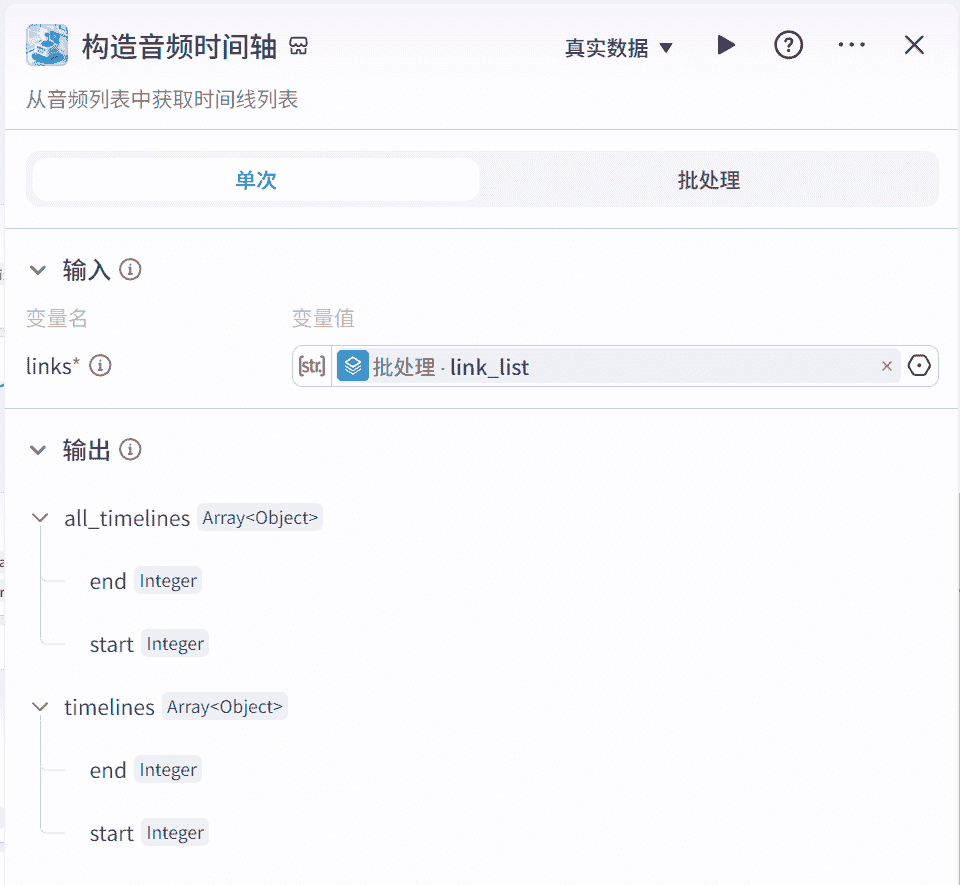 构造音频时间轴
真实数据
从音频列表中获取时间线列表
单次
批处理
输入
变量名
变量值
links*
[str.] 批处理 · link_list
输出
all_timelines Array<Object>
end Integer
start Integer
timelines Array<Object>
end Integer
start Integer